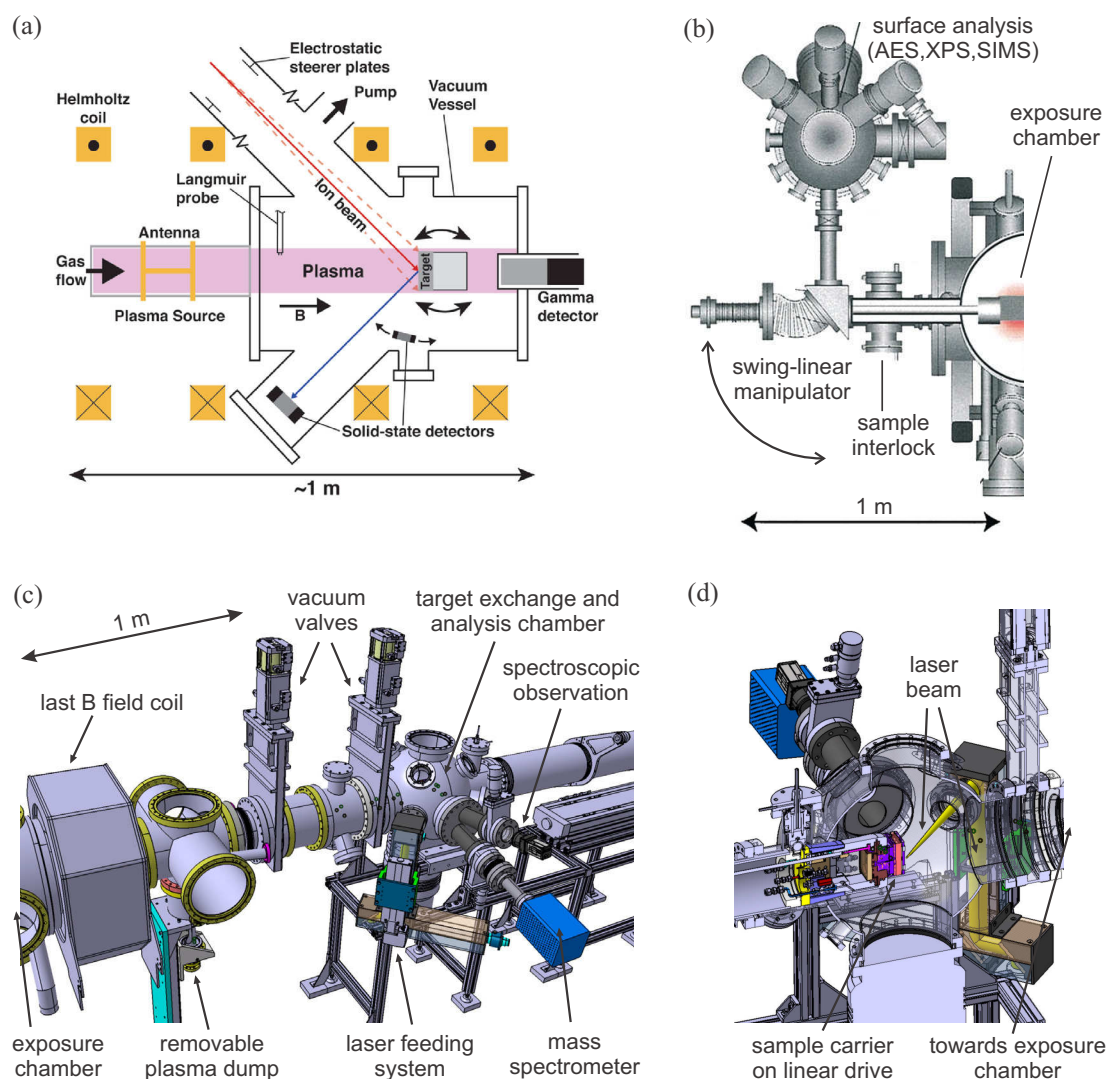 (a)
Electrostatic
steerer plates
Pump
Vacuum
Vessel
Helmholtz
coil
Langmuir
probe
Ion beam
Antenna
Gas
flow
Plasma
Target
Plasma Source
B
Gamma
detector
Solid-state detectors
~1 m
(b)
surface analysis
(AES,XPS,SIMS)
exposure
chamber
swing-linear
manipulator
sample
interlock
1 m
(c)
1 m
vacuum
valves
target exchange and
analysis chamber
last B field coil
spectroscopic
observation
exposure
chamber
removable
plasma dump
laser feeding
system
mass
spectrometer
(d)
laser
beam
sample carrier
on linear drive
towards exposure
chamber